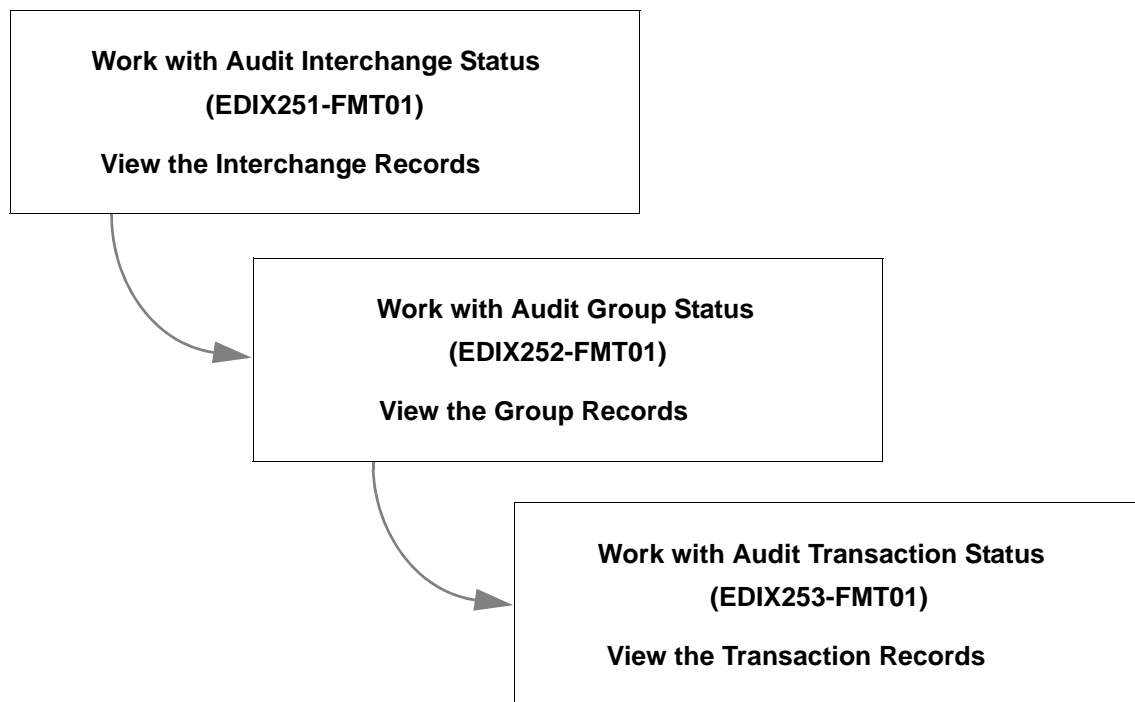 Work with Audit Interchange Status
(EDIX251-FMT01)
View the Interchange Records
Work with Audit Group Status
(EDIX252-FMT01)
View the Group Records
Work with Audit Transaction Status
(EDIX253-FMT01)
View the Transaction Records